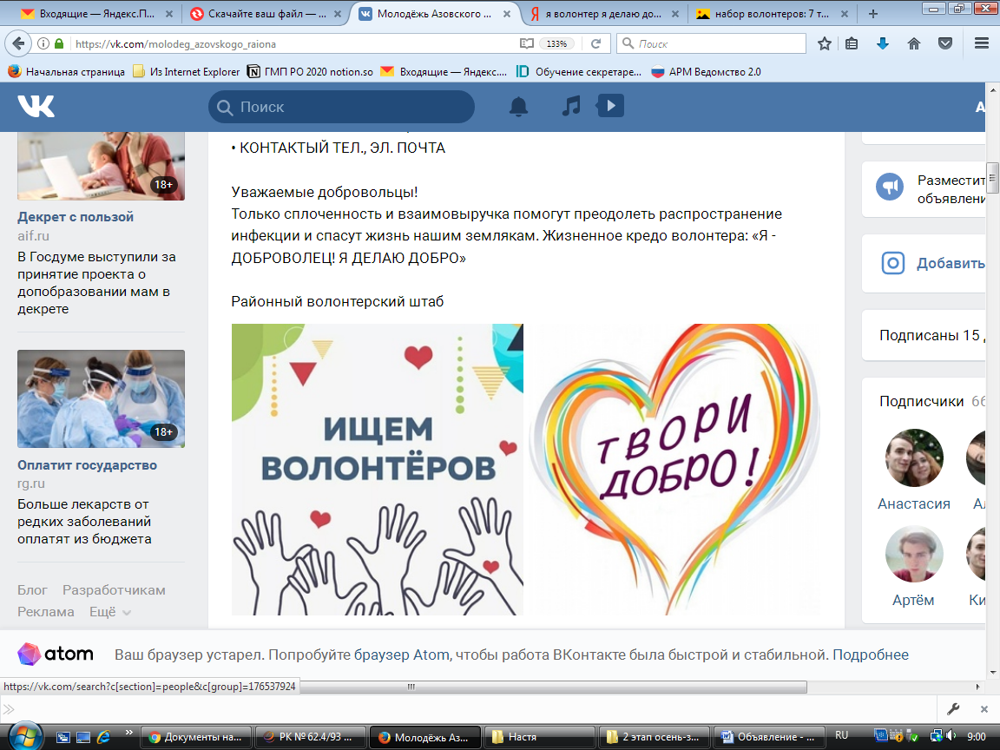 Входящие — Яндекс.П...
Скачайте ваш файл — ...
Молодёжь Азовского ...
я волонтер я делаю до...
набор волонтеров: 7 т...
https://vk.com/molodeg_azovskogo_raiona
133%
Поиск
Начальная страница
Из Internet Explorer
ГМП РО 2020 notion.so
Входящие — Яндекс....
Обучение секретаре...
АРМ Ведомство 2.0
Поиск
А
18+
Декрет с пользой
aif.ru
В Госдуме выступили за
принятие проекта о
допобразовании мам в
декрете
18+
Оплатит государство
rg.ru
Больше лекарств от
редких заболеваний
оплатят из бюджета
Блог Разработчикам
Реклама Ещё
• КОНТАКТЫЙ ТЕЛ., ЭЛ. ПОЧТА
Уважаемые добровольцы!
Только сплоченность и взаимовыручка помогут преодолеть распространение
инфекции и спасут жизнь нашим землякам. Жизненное кредо волонтера: «Я -
ДОБРОВОЛЕЦ! Я ДЕЛАЮ ДОБРО»
Районный волонтерский штаб
ИЩЕМ
ВОЛОНТЁРОВ
ТВОРИ
ДОБРО!
Разместит
объявлени
Добавить
Подписаны 15
Подписчики 66
Анастасия
Артём
Ки
atom
Ваш браузер устарел. Попробуйте браузер Atom, чтобы работа ВКонтакте была быстрой и стабильной. Подробнее
https://vk.com/search?c[section]=people&c[group]=176537924
Документы на...
РК № 62.4/93 ...
Молодёжь Аз...
Настя
2 этап осень-з...
Объявление - ...
RU
9:00